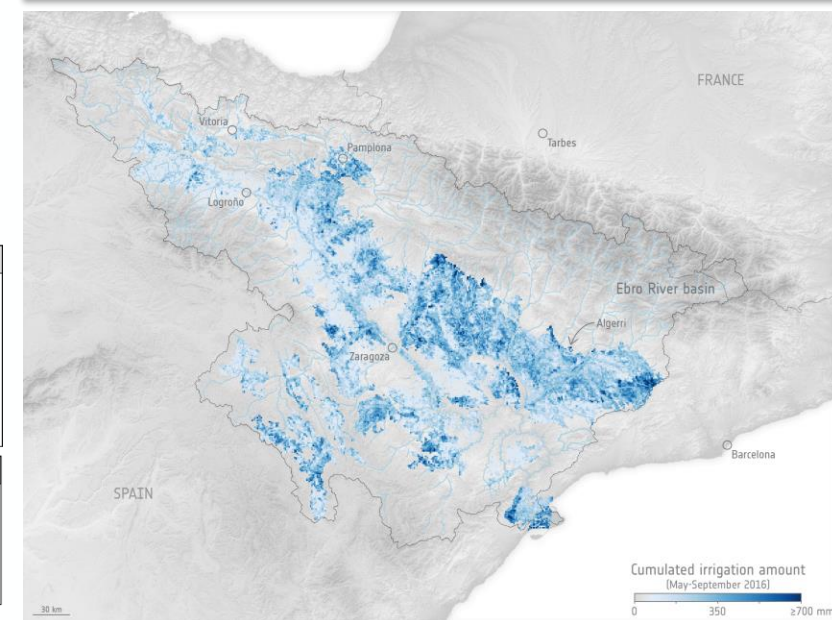 FRANCE
Vitoria
Tarbes
Pamplona
Logroño
Ebro River basin
Algerri
Zaragoza
Barcelona
SPAIN
Cumulated irrigation amount
(May-September 2016)
0 350 ≥700 mm
30 km